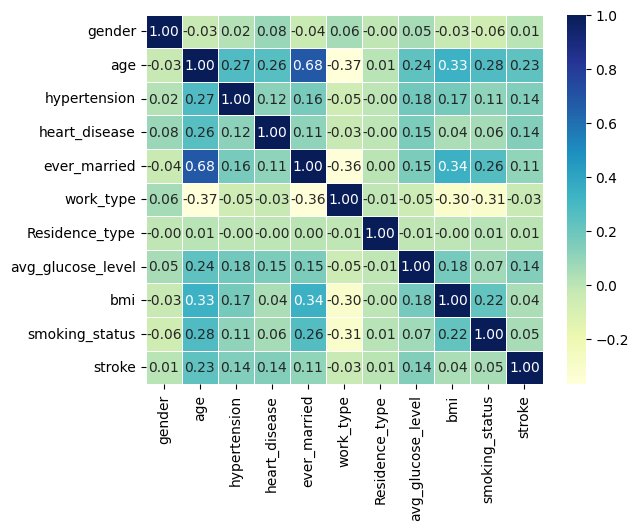 gender 1.00 -0.03 0.02 0.08 -0.04 0.06 -0.00 0.05 -0.03 -0.06 0.01
age -0.03 1.00 0.27 0.26 0.68 -0.37 0.01 0.24 0.33 0.28 0.23
hypertension 0.02 0.27 1.00 0.12 0.16 -0.05 -0.00 0.18 0.17 0.11 0.14
heart_disease 0.08 0.26 0.12 1.00 0.11 -0.03 -0.00 0.15 0.04 0.06 0.14
ever_married -0.04 0.68 0.16 0.11 1.00 -0.36 0.00 0.15 0.34 0.26 0.11
work_type 0.06 -0.37 -0.05 -0.03 -0.36 1.00 -0.01 -0.05 -0.30 -0.31 -0.03
Residence_type -0.00 0.01 -0.00 -0.00 0.00 -0.01 1.00 -0.01 -0.00 0.01 0.01
avg_glucose_level 0.05 0.24 0.18 0.15 0.15 -0.05 -0.01 1.00 0.18 0.07 0.14
bmi -0.03 0.33 0.17 0.04 0.34 -0.30 -0.00 0.18 1.00 0.22 0.04
smoking_status -0.06 0.28 0.11 0.06 0.26 -0.31 0.01 0.07 0.22 1.00 0.05
stroke 0.01 0.23 0.14 0.14 0.11 -0.03 0.01 0.14 0.04 0.05 1.00
gender
age
hypertension
heart_disease
ever_married
work_type
Residence_type
avg_glucose_level
bmi
smoking_status
stroke
1.0
0.8
0.6
0.4
0.2
0.0
−0.2